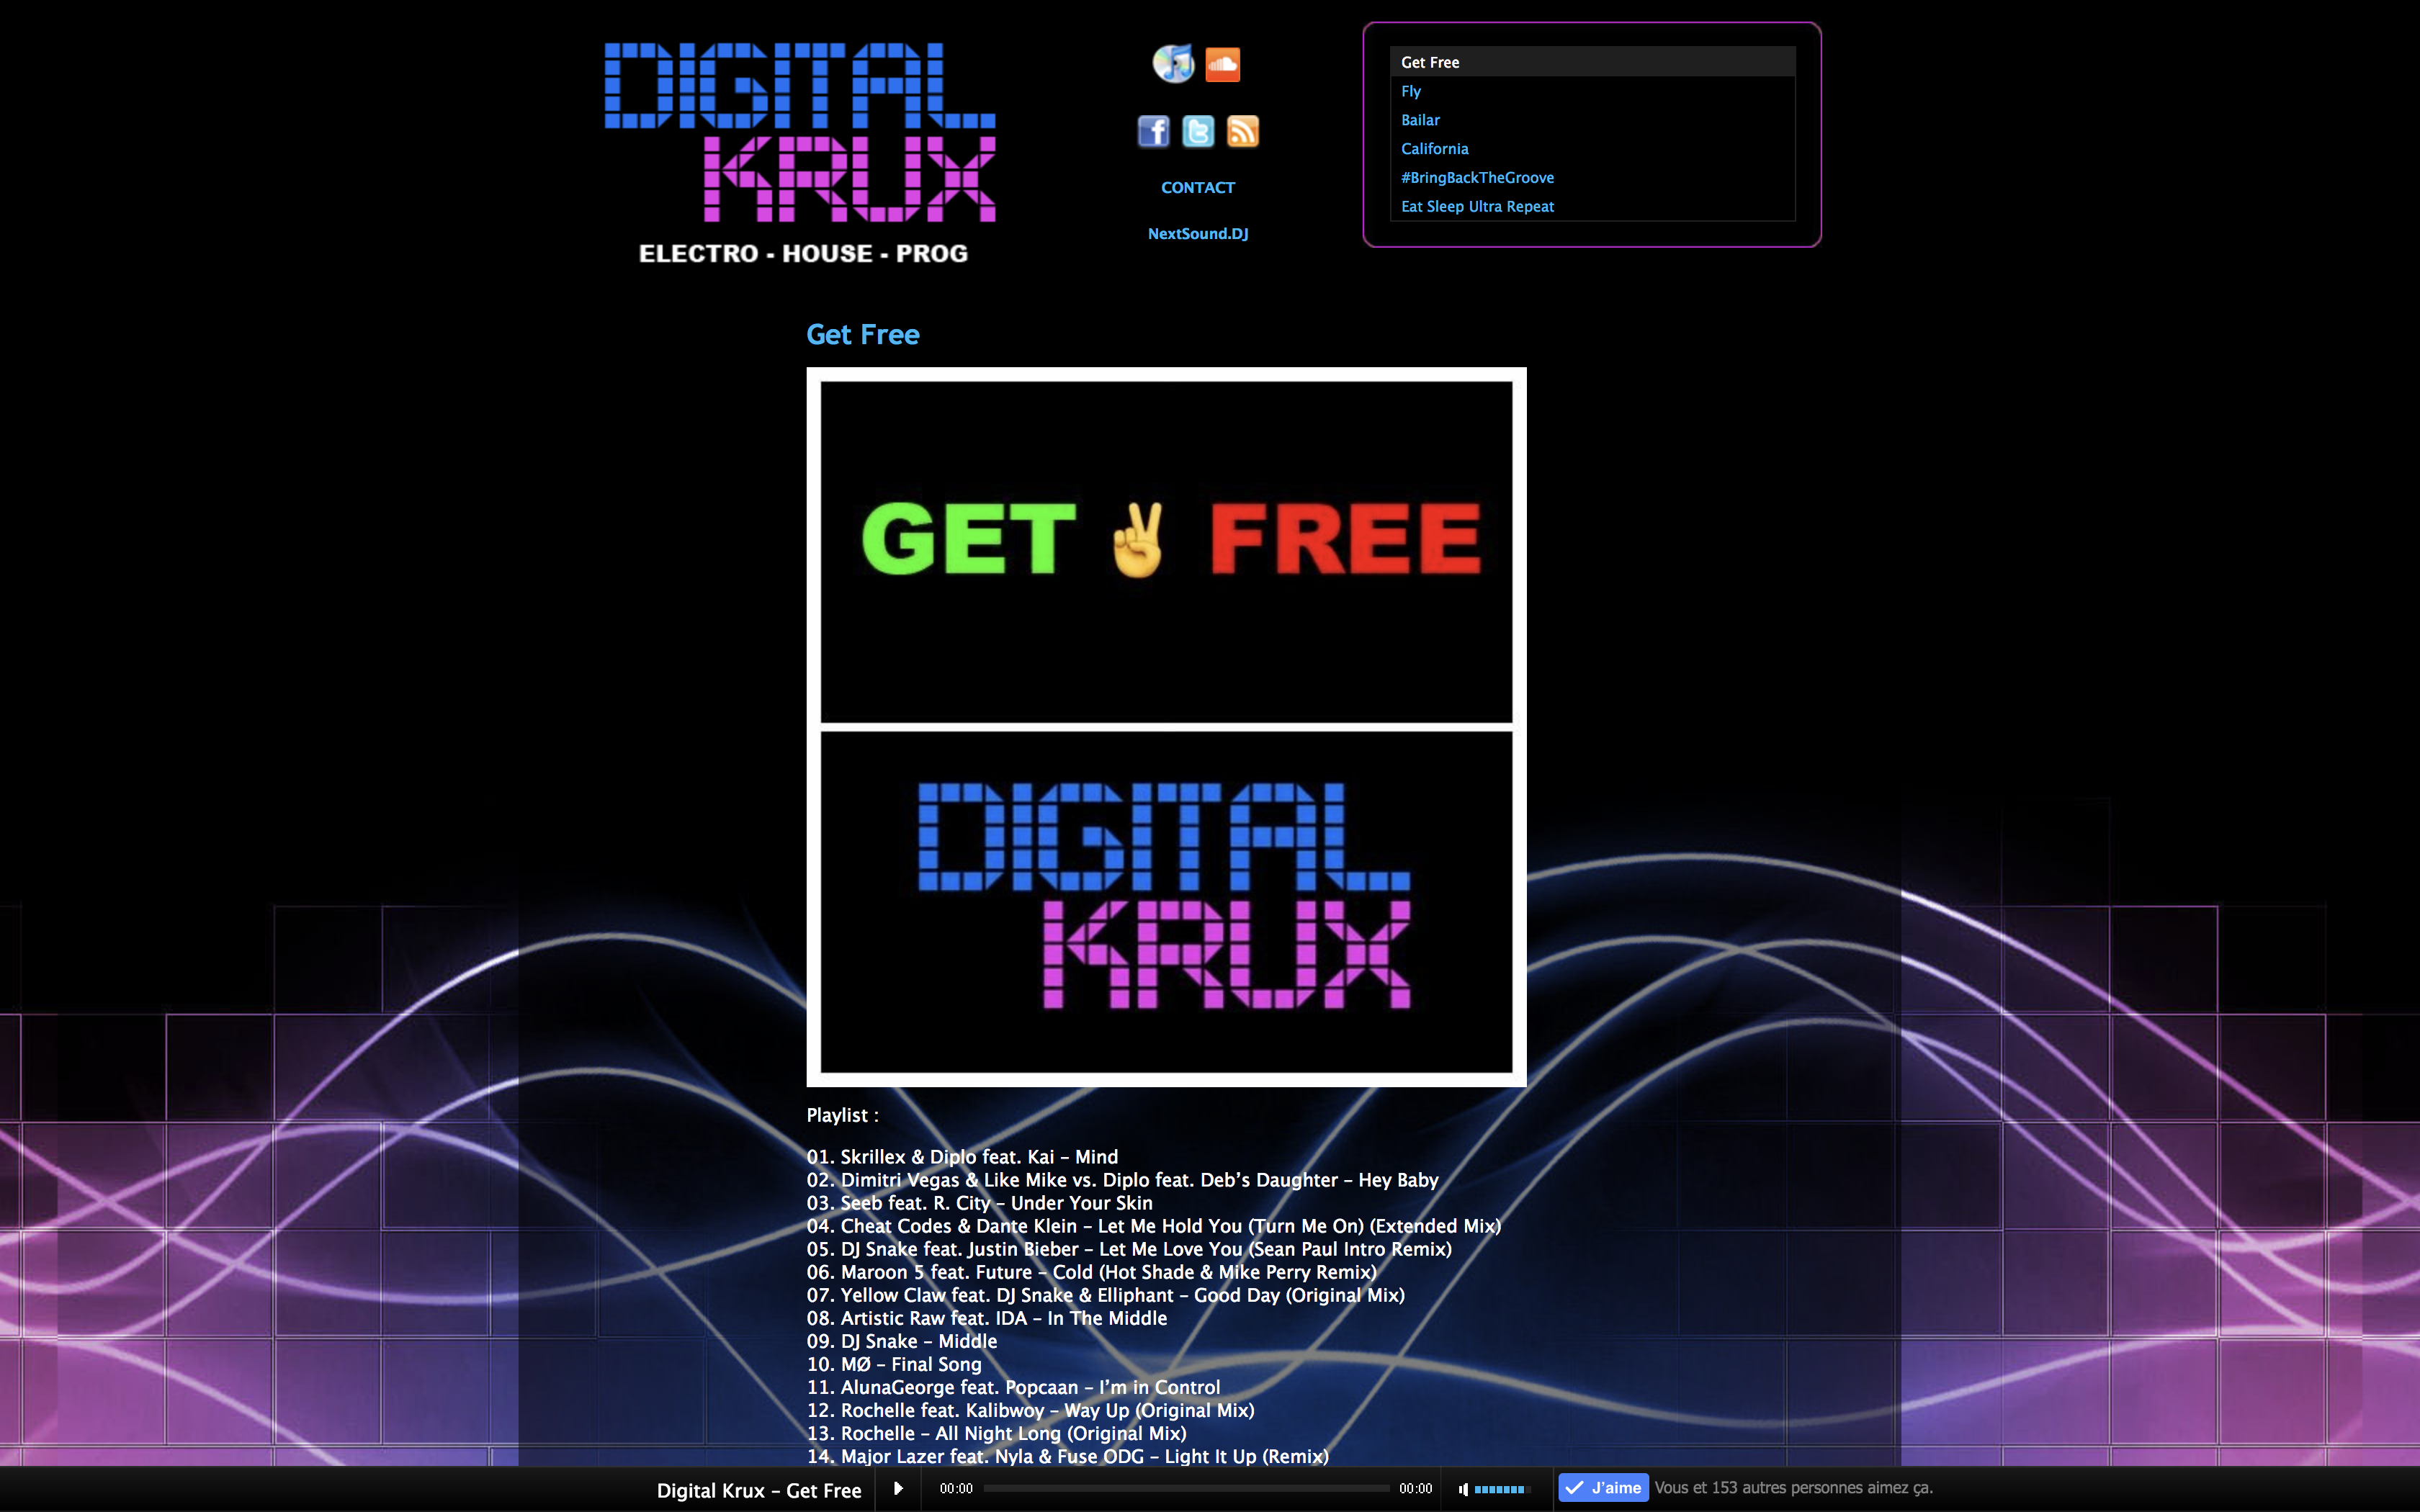 DIGITAL
KRUX
ELECTRO - HOUSE - PROG
CONTACT
NextSound.DJ
Get Free
Fly
Bailar
California
#BringBackTheGroove
Eat Sleep Ultra Repeat
Get Free
GET ✌ FREE
DIGITAL
KRUX
Playlist :
01. Skrillex & Diplo feat. Kai – Mind
02. Dimitri Vegas & Like Mike vs. Diplo feat. Deb’s Daughter – Hey Baby
03. Seeb feat. R. City – Under Your Skin
04. Cheat Codes & Dante Klein – Let Me Hold You (Turn Me On) (Extended Mix)
05. DJ Snake feat. Justin Bieber – Let Me Love You (Sean Paul Intro Remix)
06. Maroon 5 feat. Future – Cold (Hot Shade & Mike Perry Remix)
07. Yellow Claw feat. DJ Snake & Elliphant – Good Day (Original Mix)
08. Artistic Raw feat. IDA – In The Middle
09. DJ Snake – Middle
10. MØ – Final Song
11. AlunaGeorge feat. Popcaan – I’m in Control
12. Rochelle feat. Kalibwoy – Way Up (Original Mix)
13. Rochelle – All Night Long (Original Mix)
14. Major Lazer feat. Nyla & Fuse ODG – Light It Up (Remix)
Digital Krux – Get Free
00:00
00:00
J’aime
Vous et 153 autres personnes aimez ça.